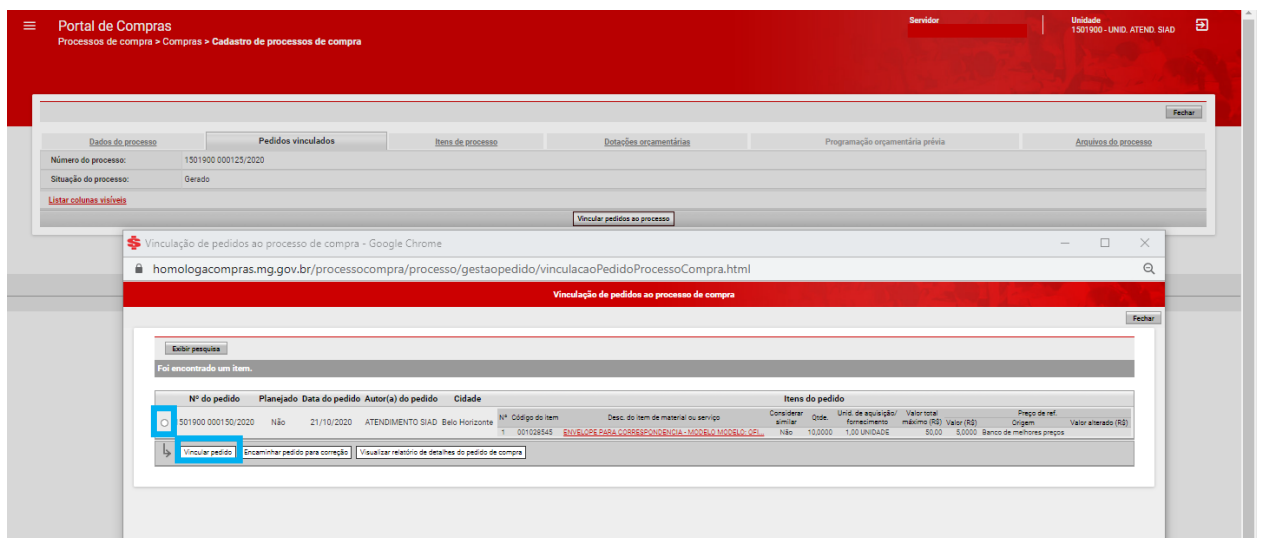 Portal de Compras
Processos de compra > Compras > Cadastro de processos de compra
Servidor
Unidade
1501900 - UNID. ATEND. SIAD
Fechar
Dados do processo Pedidos vinculados Itens de processo Dotações orçamentárias Programação orçamentária prévia Arquivos do processo
Número do processo: 1501900 000125/2020
Situação do processo: Gerado
Listar colunas visíveis
Vincular pedidos ao processo
Vinculação de pedidos ao processo de compra - Google Chrome
homologacompras.mg.gov.br/processocompra/processo/gestaopedido/vinculacaoPedidoProcessoCompra.html
Vinculação de pedidos ao processo de compra
Fechar
Exibir pesquisa
Foi encontrado um item.
Nº do pedido Planejado Data do pedido Autor(a) do pedido Cidade Itens do pedido
Nº Código do item Desc. do item de material ou serviço Considerar similar Qtde. Unid. de aquisição/ fornecimento Valor total máximo (R$) Preço de ref. Valor (R$) Origem Valor alterado (R$)
1501900 000150/2020 Não 21/10/2020 ATENDIMENTO SIAD Belo Horizonte
1 001028545 ENVELOPE PARA CORRESPONDENCIA - MODELO MODELO: OFI... Não 10,0000 1,00 UNIDADE 50,00 5,0000 Banco de melhores preços
Vincular pedido Encaminhar pedido para correção Visualizar relatório de detalhes do pedido de compra